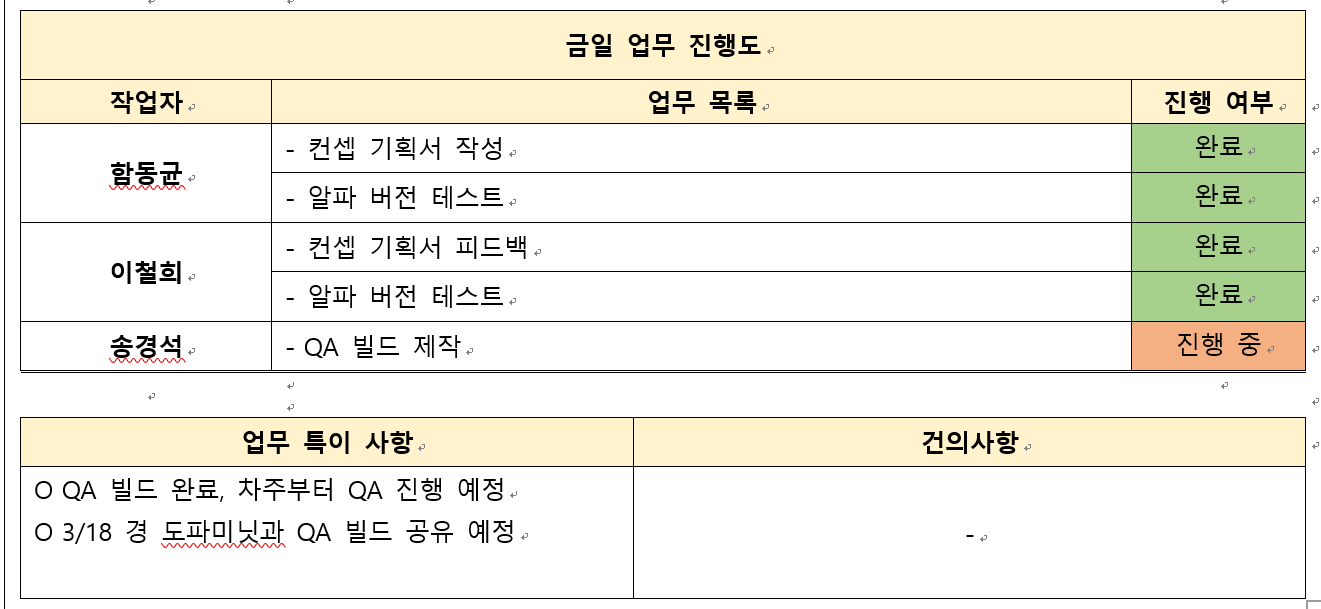 금일 업무 진행도
작업자 업무 목록 진행 여부
함동균
- 컨셉 기획서 작성 완료
- 알파 버전 테스트 완료
이철희
- 컨셉 기획서 피드백 완료
- 알파 버전 테스트 완료
송경석 - QA 빌드 제작 진행 중
업무 특이 사항 건의사항
O QA 빌드 완료, 차주부터 QA 진행 예정
O 3/18 경 도파미닛과 QA 빌드 공유 예정
-